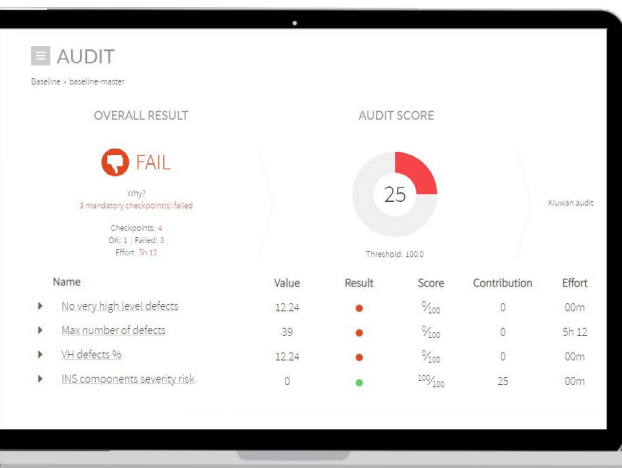 AUDIT
Baseline > baseline-master
OVERALL RESULT
AUDIT SCORE
FAIL
Why?
3 mandatory checkpoint(s) failed
Checkpoints: 4
OK: 1 | Failed: 3
Effort: 5h 12
25
Threshold: 100.0
Kiuwan audit
Name Value Result Score Contribution Effort
No very high level defects 12.24 0/100 0 00m
Max number of defects 39 0/100 0 5h 12
VH defects % 12.24 0/100 0 00m
INS components severity risk 0 100/100 25 00m